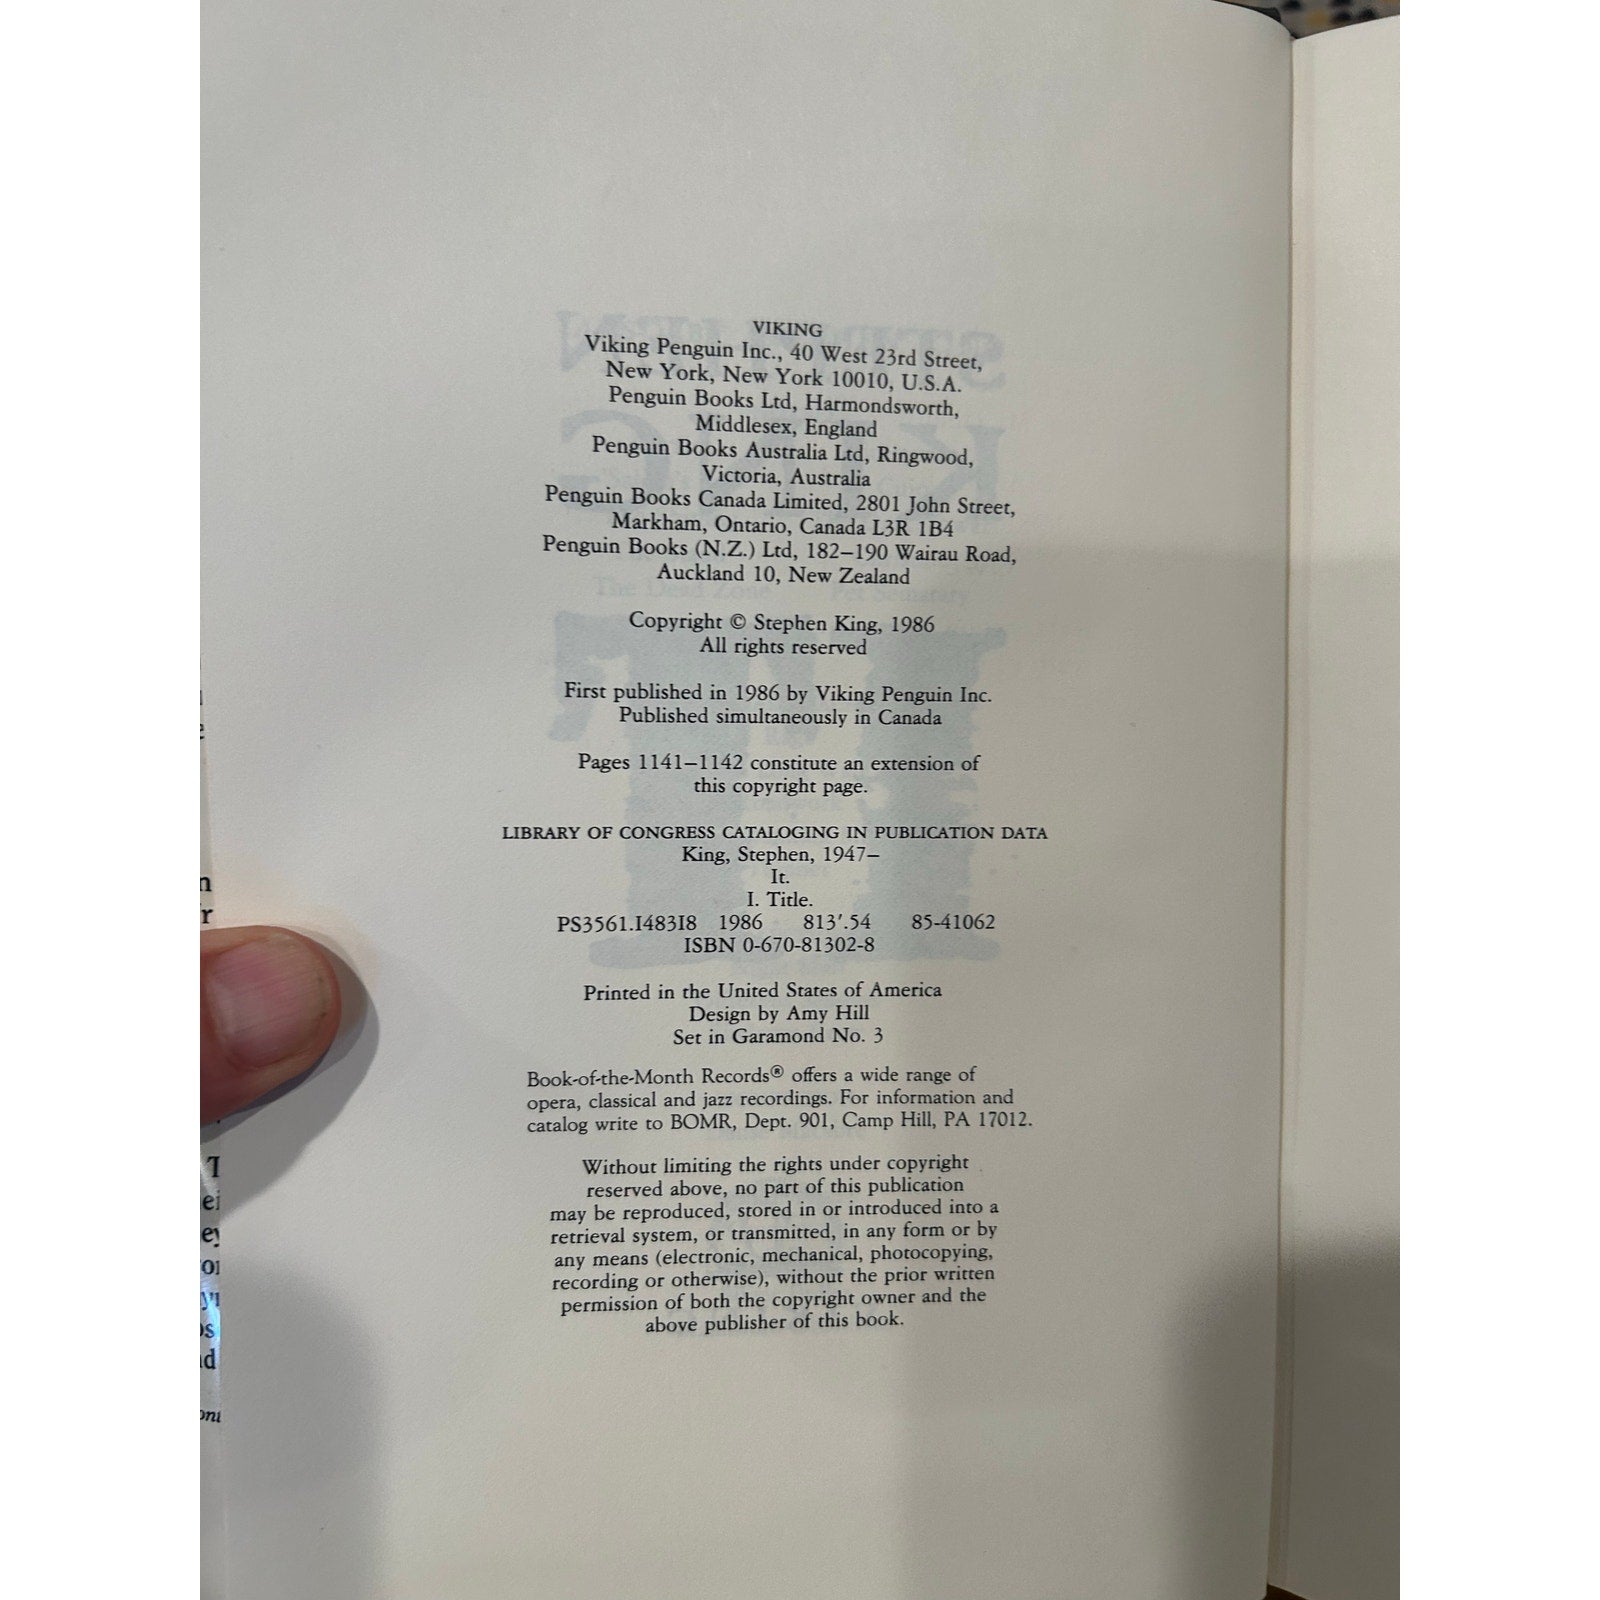 VIKING
Viking Penguin Inc., 40 West 23rd Street,
New York, New York 10010, U.S.A.
Penguin Books Ltd, Harmondsworth,
Middlesex, England
Penguin Books Australia Ltd, Ringwood,
Victoria, Australia
Penguin Books Canada Limited, 2801 John Street,
Markham, Ontario, Canada L3R 1B4
Penguin Books (N.Z.) Ltd, 182–190 Wairau Road,
Auckland 10, New Zealand
Copyright © Stephen King, 1986
All rights reserved
First published in 1986 by Viking Penguin Inc.
Published simultaneously in Canada
Pages 1141–1142 constitute an extension of
this copyright page.
LIBRARY OF CONGRESS CATALOGING IN PUBLICATION DATA
King, Stephen, 1947–
It.
I. Title.
PS3561.I483I8 1986 813'.54 85-41062
ISBN 0-670-81302-8
Printed in the United States of America
Design by Amy Hill
Set in Garamond No. 3
Book-of-the-Month Records® offers a wide range of
opera, classical and jazz recordings. For information and
catalog write to BOMR, Dept. 901, Camp Hill, PA 17012.
Without limiting the rights under copyright
reserved above, no part of this publication
may be reproduced, stored in or introduced into a
retrieval system, or transmitted, in any form or by
any means (electronic, mechanical, photocopying,
recording or otherwise), without the prior written
permission of both the copyright owner and the
above publisher of this book.